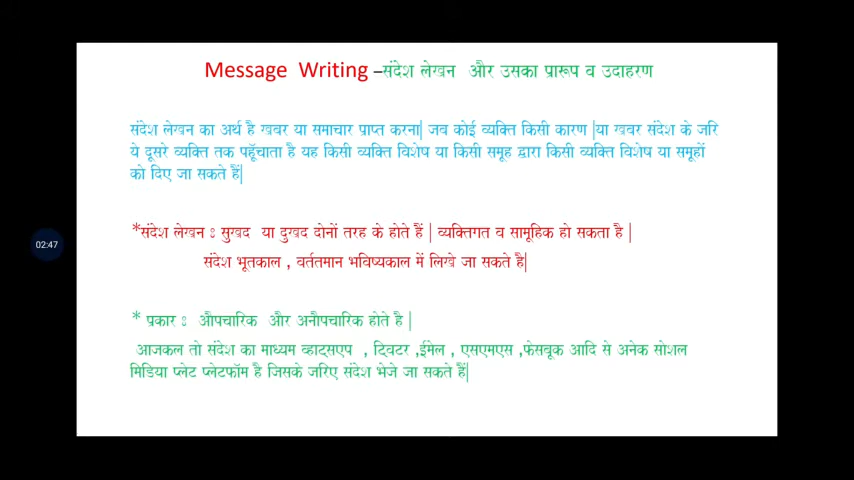 Message Writing –संदेश लेखन और उसका प्रारूप व उदाहरण
संदेश लेखन का अर्थ है खबर या समाचार प्राप्त करना| जब कोई व्यक्ति किसी कारण |या खबर संदेश के जरि
ये दूसरे व्यक्ति तक पहुँचाता है यह किसी व्यक्ति विशेष या किसी समूह द्वारा किसी व्यक्ति विशेष या समूहों
को दिए जा सकते हैं|
*संदेश लेखन : सुखद या दुखद दोनों तरह के होते हैं | व्यक्तिगत व सामूहिक हो सकता है |
संदेश भूतकाल , वर्ततमान भविष्यकाल में लिखे जा सकते है|
* प्रकार : औपचारिक और अनौपचारिक होते है |
आजकल तो संदेश का माध्यम व्हाट्सएप , ट्विटर ,ईमेल , एसएमएस ,फेसबूक आदि से अनेक सोशल
मिडिया प्लेट प्लेटफॉम है जिसके जरिए संदेश भेजे जा सकते हैं|
02:47